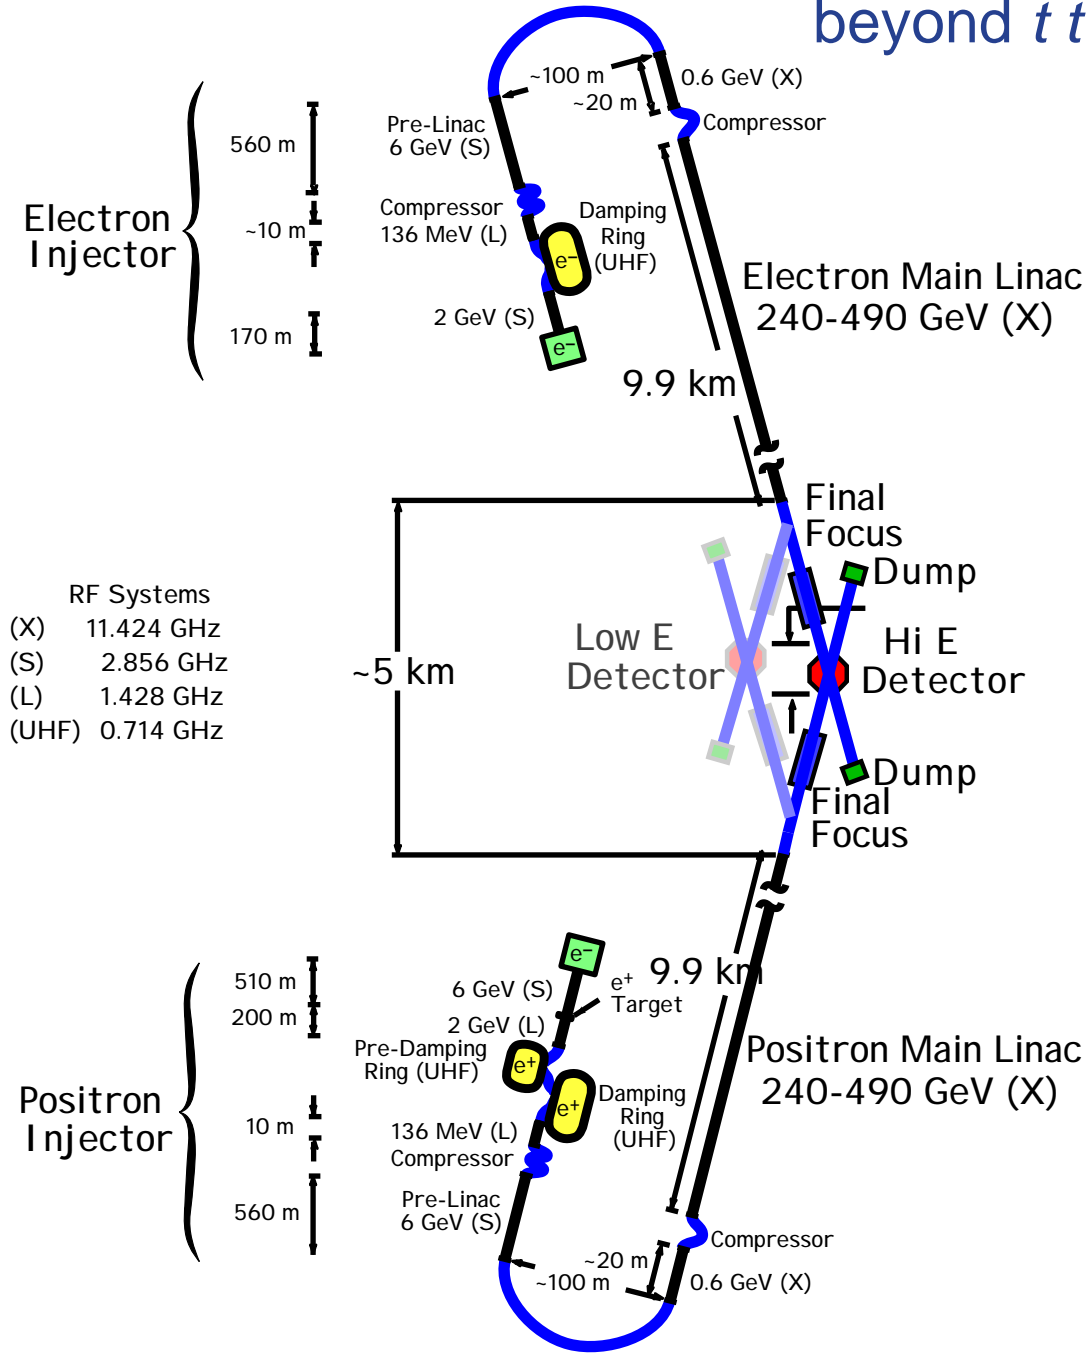 beyond t t
~100 m
0.6 GeV (X)
~20 m
Compressor
Pre-Linac
6 GeV (S)
560 m
Electron
Injector
Compressor
136 MeV (L)
Damping
Ring
(UHF)
~10 m
e–
2 GeV (S)
170 m
e–
Electron Main Linac
240-490 GeV (X)
9.9 km
Final
Focus
Dump
RF Systems
(X) 11.424 GHz
(S) 2.856 GHz
(L) 1.428 GHz
(UHF) 0.714 GHz
~5 km
Low E
Detector
Hi E
Detector
Dump
Final
Focus
e–
9.9 km
510 m
200 m
6 GeV (S)
e+
Target
2 GeV (L)
Pre-Damping
Ring (UHF)
e+
Positron Main Linac
240-490 GeV (X)
Positron
Injector
e+
Damping
Ring
(UHF)
10 m
136 MeV (L)
Compressor
Pre-Linac
6 GeV (S)
560 m
Compressor
~20 m
~100 m
0.6 GeV (X)